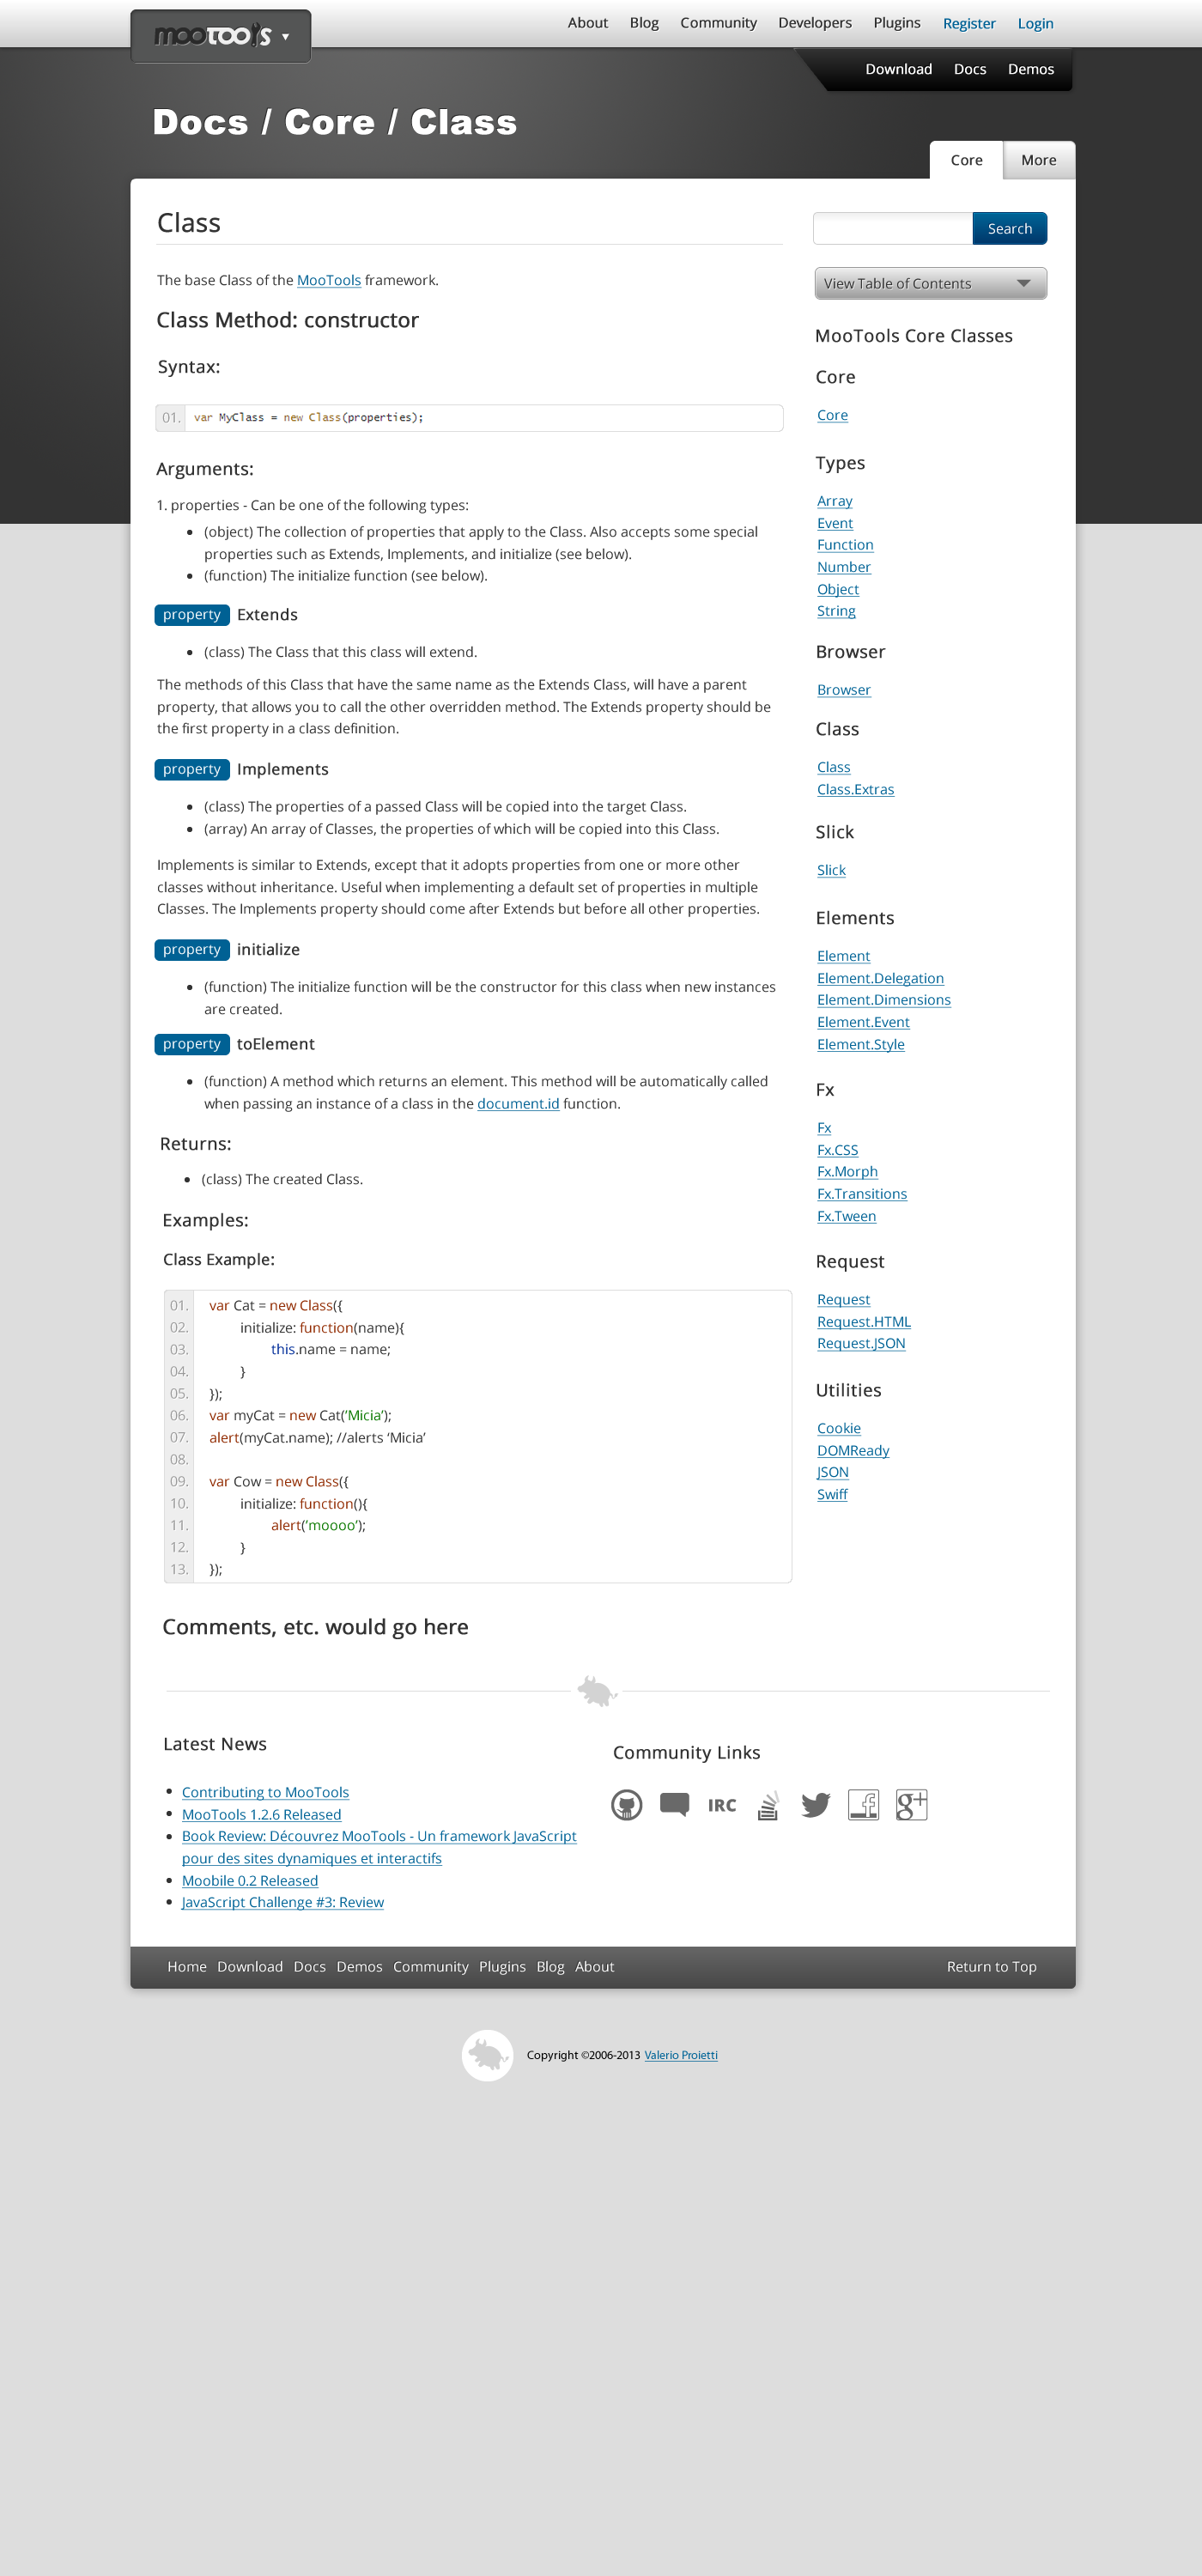 mootools
About Blog Community Developers Plugins Register Login
Download Docs Demos
Docs / Core / Class
Core More
Class
The base Class of the MooTools framework.
Class Method: constructor
Syntax:
01. var MyClass = new Class(properties);
Arguments:
1. properties - Can be one of the following types:
(object) The collection of properties that apply to the Class. Also accepts some special
properties such as Extends, Implements, and initialize (see below).
(function) The initialize function (see below).
property Extends
(class) The Class that this class will extend.
The methods of this Class that have the same name as the Extends Class, will have a parent
property, that allows you to call the other overridden method. The Extends property should be
the first property in a class definition.
property Implements
(class) The properties of a passed Class will be copied into the target Class.
(array) An array of Classes, the properties of which will be copied into this Class.
Implements is similar to Extends, except that it adopts properties from one or more other
classes without inheritance. Useful when implementing a default set of properties in multiple
Classes. The Implements property should come after Extends but before all other properties.
property initialize
(function) The initialize function will be the constructor for this class when new instances
are created.
property toElement
(function) A method which returns an element. This method will be automatically called
when passing an instance of a class in the document.id function.
Returns:
(class) The created Class.
Examples:
Class Example:
01. var Cat = new Class({
02. initialize: function(name){
03. this.name = name;
04. }
05. });
06. var myCat = new Cat(’Micia’);
07. alert(myCat.name); //alerts ‘Micia’
08.
09. var Cow = new Class({
10. initialize: function(){
11. alert(’moooo’);
12. }
13. });
Comments, etc. would go here
Search
View Table of Contents
MooTools Core Classes
Core
Core
Types
Array
Event
Function
Number
Object
String
Browser
Browser
Class
Class
Class.Extras
Slick
Slick
Elements
Element
Element.Delegation
Element.Dimensions
Element.Event
Element.Style
Fx
Fx
Fx.CSS
Fx.Morph
Fx.Transitions
Fx.Tween
Request
Request
Request.HTML
Request.JSON
Utilities
Cookie
DOMReady
JSON
Swiff
Latest News
Contributing to MooTools
MooTools 1.2.6 Released
Book Review: Découvrez MooTools - Un framework JavaScript
pour des sites dynamiques et interactifs
Moobile 0.2 Released
JavaScript Challenge #3: Review
Community Links
IRC f g+
Home Download Docs Demos Community Plugins Blog About Return to Top
Copyright ©2006-2013 Valerio Proietti